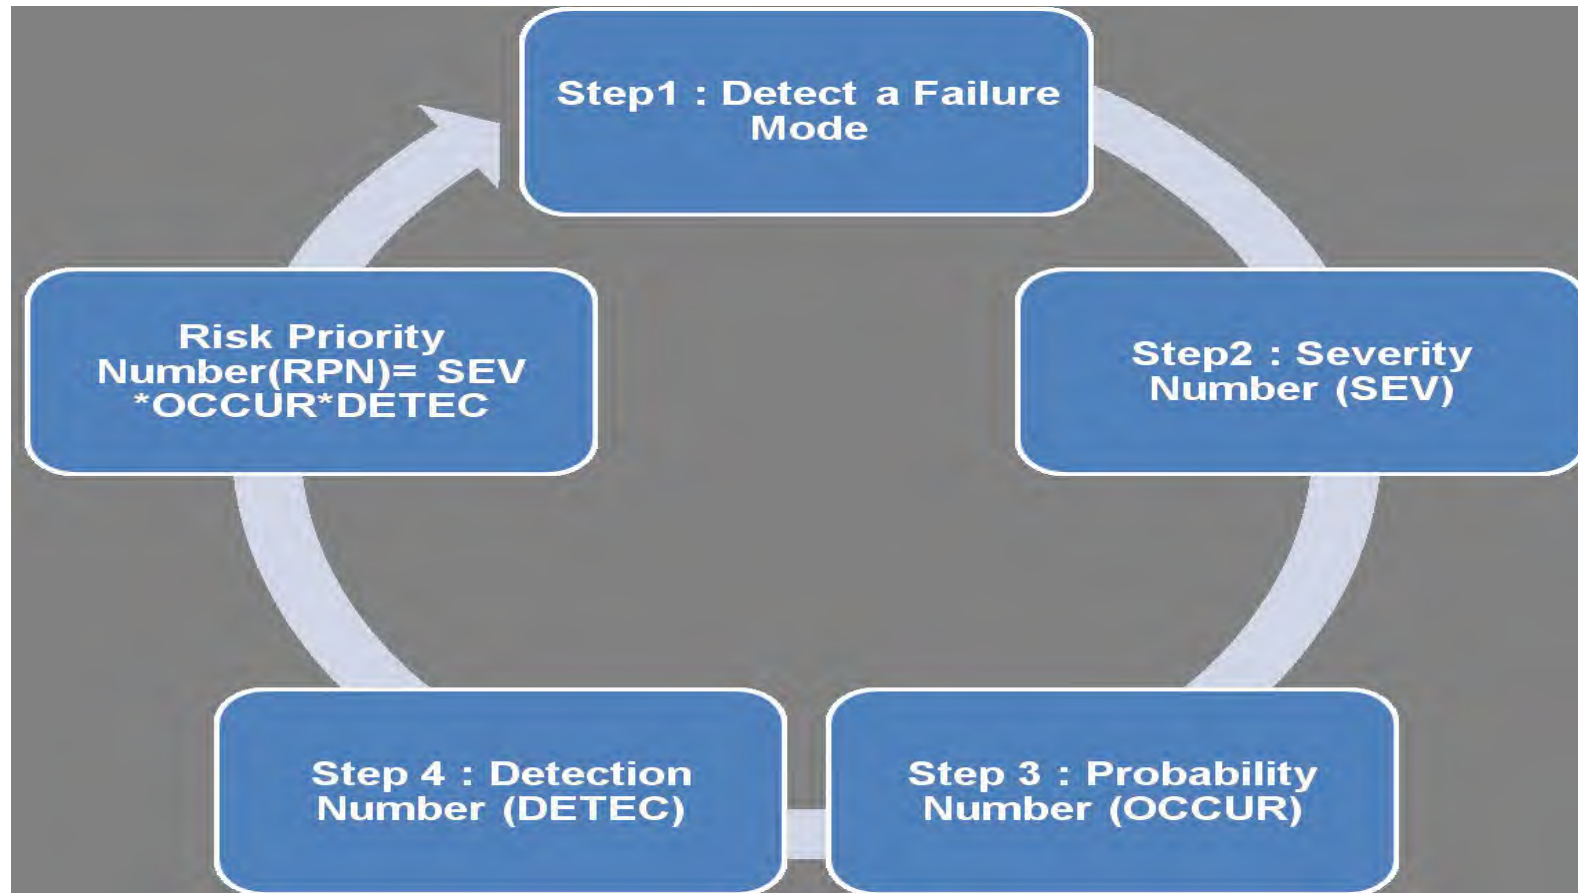 Step1 : Detect a Failure
Mode
Step2 : Severity
Number (SEV)
Step 3 : Probability
Number (OCCUR)
Step 4 : Detection
Number (DETEC)
Risk Priority
Number(RPN)= SEV
*OCCUR*DETEC